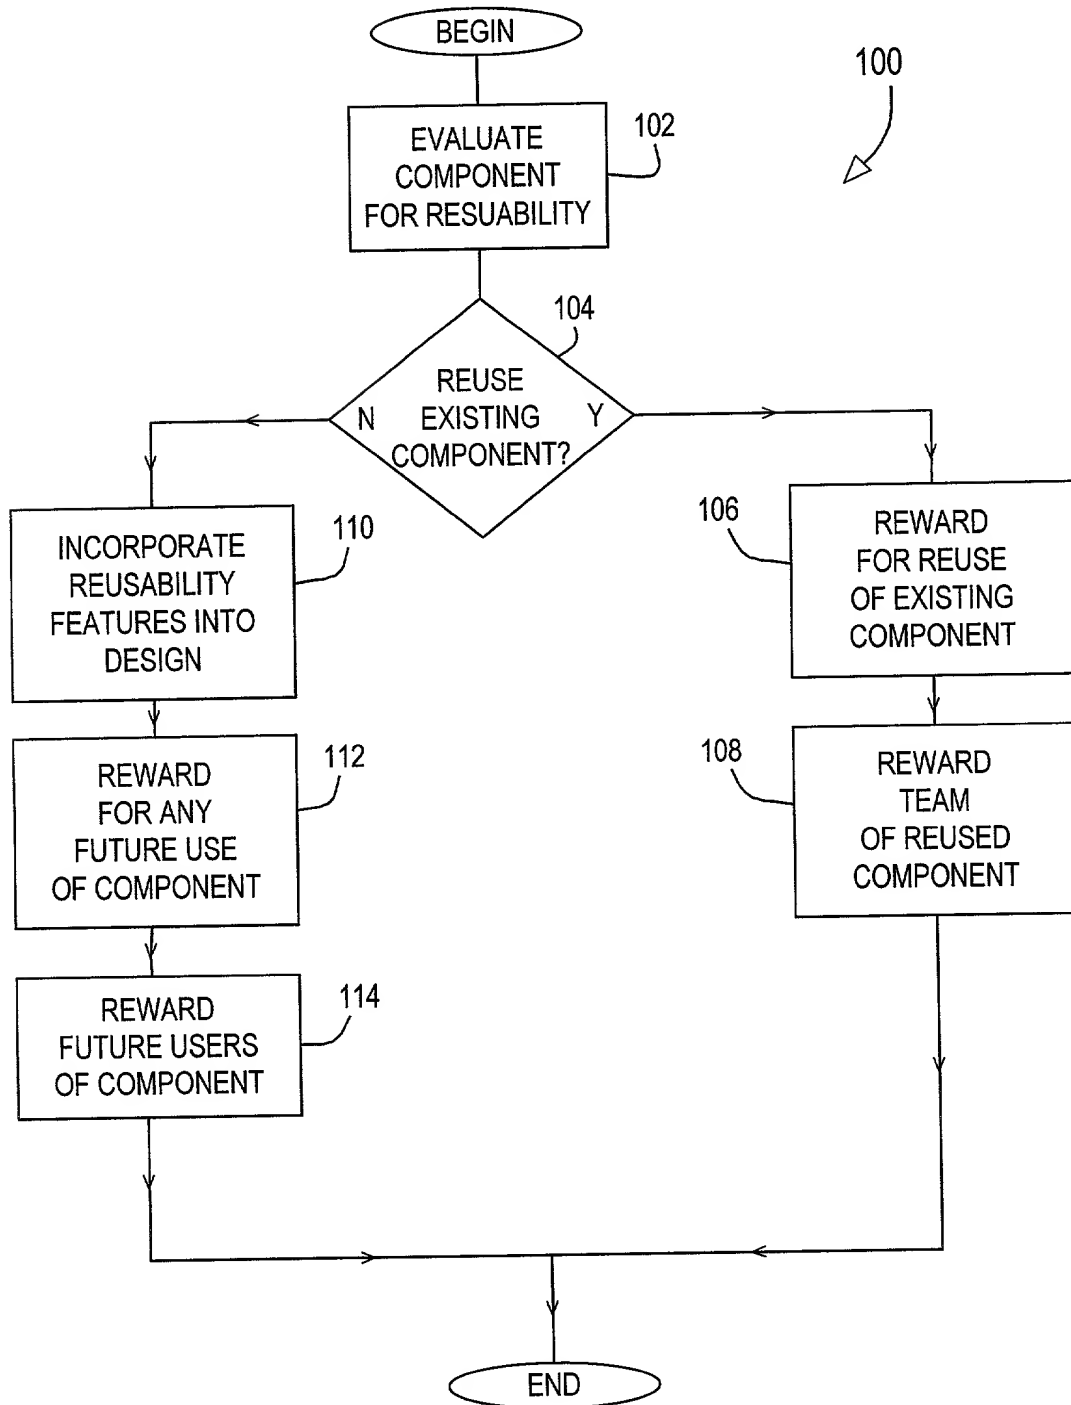 BEGIN
100
EVALUATE
COMPONENT
FOR RESUABILITY
102
104
REUSE
EXISTING
COMPONENT?
N
Y
INCORPORATE
REUSABILITY
FEATURES INTO
DESIGN
110
106
REWARD
FOR REUSE
OF EXISTING
COMPONENT
REWARD
FOR ANY
FUTURE USE
OF COMPONENT
112
108
REWARD
TEAM
OF REUSED
COMPONENT
REWARD
FUTURE USERS
OF COMPONENT
114
END